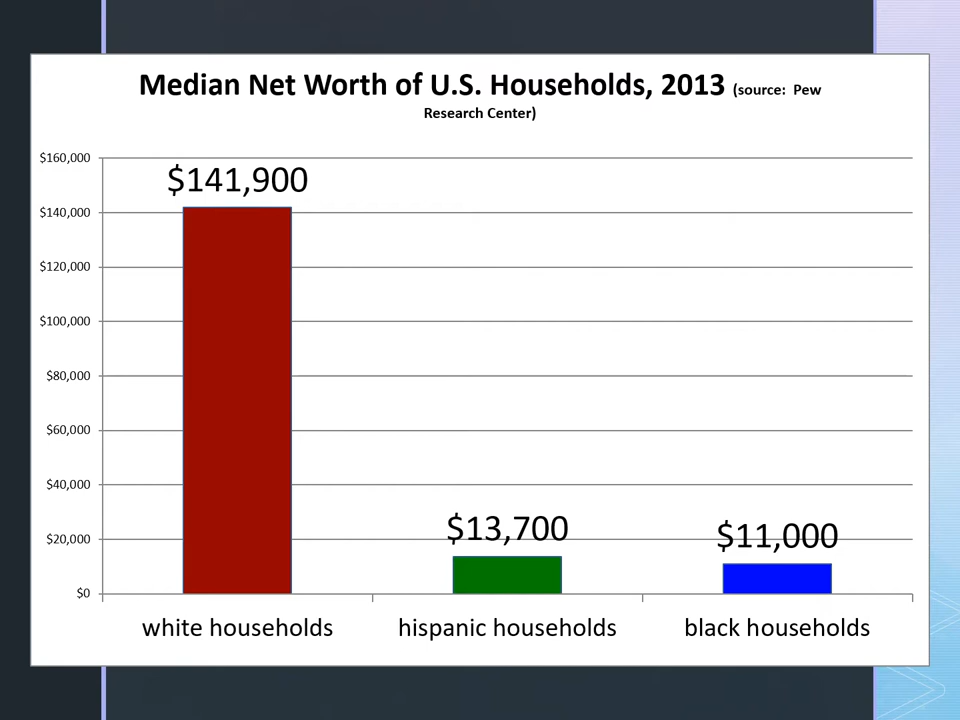 Median Net Worth of U.S. Households, 2013 (source: Pew
Research Center)
$160,000
$141,900
$140,000
$120,000
$100,000
$80,000
$60,000
$40,000
$13,700
$11,000
$20,000
$0
white households
hispanic households
black households